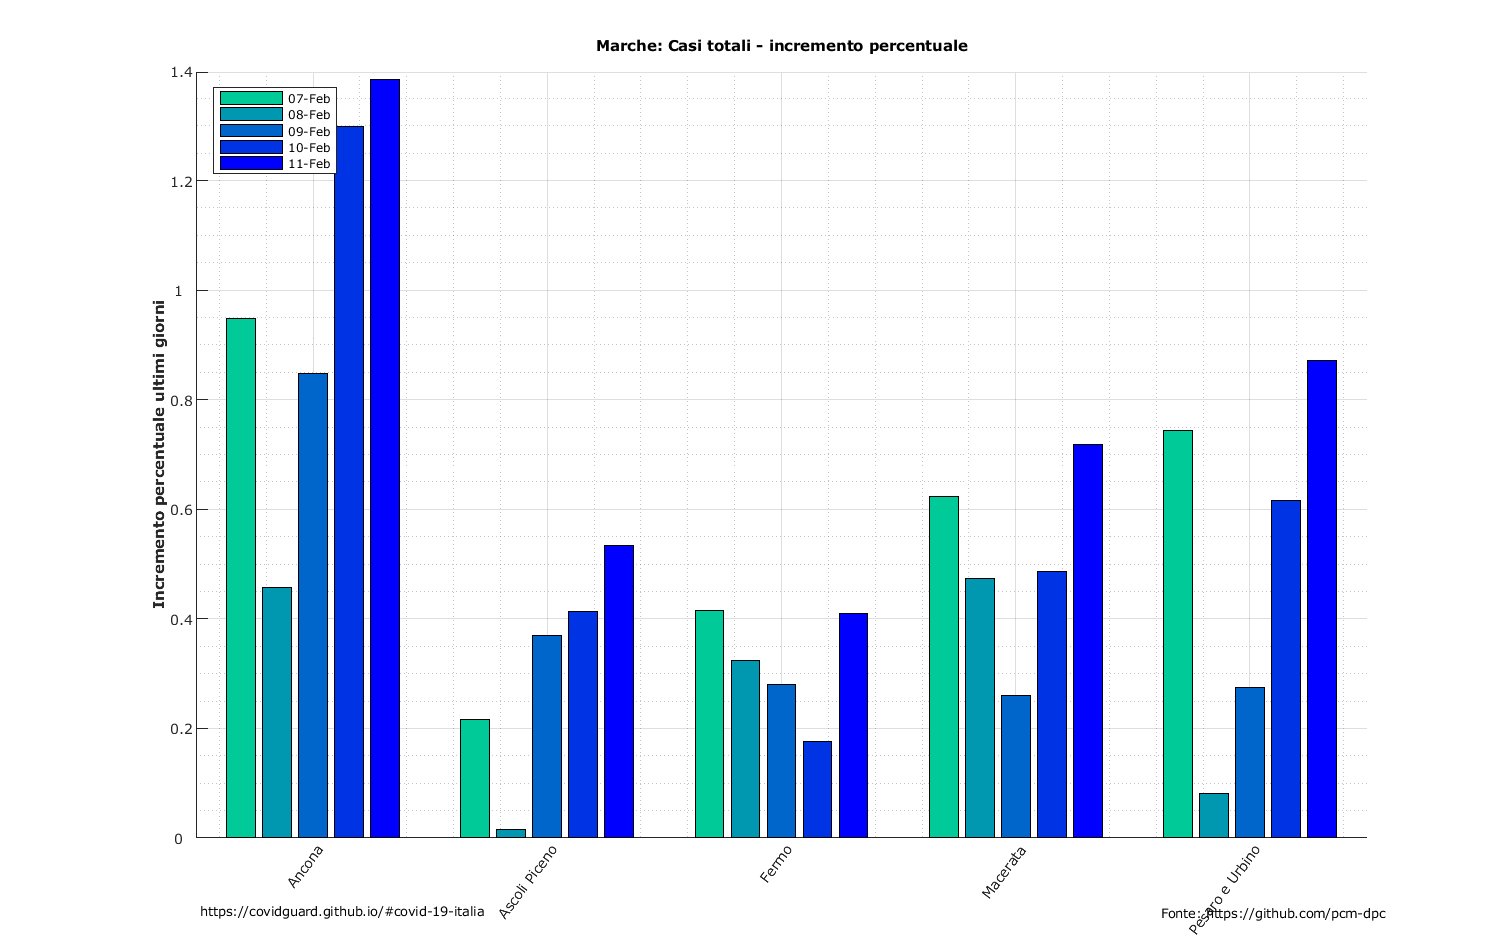 Marche: Casi totali - incremento percentuale
1.4
1.2
1
0.8
0.6
0.4
0.2
0
Incremento percentuale ultimi giorni
07-Feb
08-Feb
09-Feb
10-Feb
11-Feb
Ancona
Ascoli Piceno
Fermo
Macerata
Pesaro e Urbino
https://covidguard.github.io/#covid-19-italia
Fonte: https://github.com/pcm-dpc